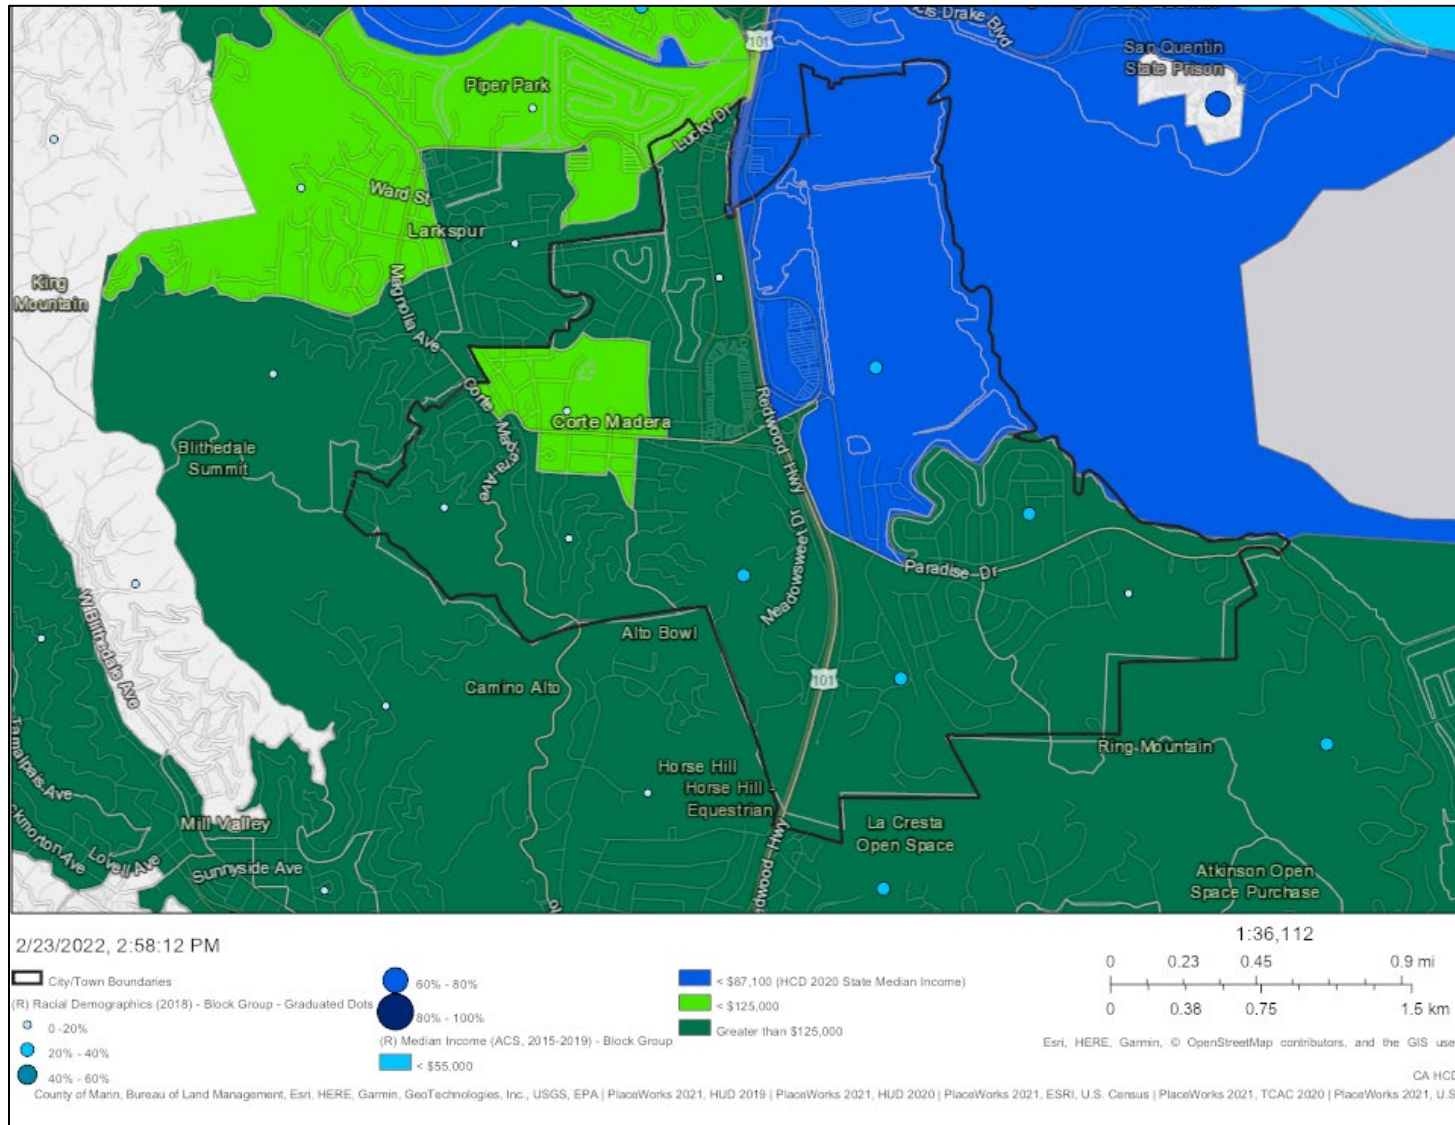 cis Drake Blvd
101
San Quentin
State Prison
Piper Park
Lucky Dr
Ward St
Larkspur
King
Mountain
Magnolia Ave
Corte Madera Ave
Corte Madera
Redwood Hwy
Blithedale
Summit
Meadowsweet Dr
Paradise Dr
W Blithedale Ave
Alto Bowl
Camino Alto
101
Ring Mountain
Tamalpais Ave
Horse Hill
Horse Hill
Equestrian
Mill Valley
La Cresta
Open Space
ckmorton Ave
Lovell Ave
Sunnyside Ave
edwood Hwy
Atkinson Open
Space Purchase
2/23/2022, 2:58:12 PM
1:36,112
0 0.23 0.45 0.9 mi
0 0.38 0.75 1.5 km
City/Town Boundaries
(R) Racial Demographics (2018) - Block Group - Graduated Dots
0 -20%
20% - 40%
40% - 60%
60% - 80%
80% - 100%
(R) Median Income (ACS, 2015-2019) - Block Group
< $55,000
< $87,100 (HCD 2020 State Median Income)
< $125,000
Greater than $125,000
Esri, HERE, Garmin, © OpenStreetMap contributors, and the GIS use
CA HCD
County of Marin, Bureau of Land Management, Esri, HERE, Garmin, GeoTechnologies, Inc., USGS, EPA | PlaceWorks 2021, HUD 2019 | PlaceWorks 2021, HUD 2020 | PlaceWorks 2021, ESRI, U.S. Census | PlaceWorks 2021, TCAC 2020 | PlaceWorks 2021, U.S